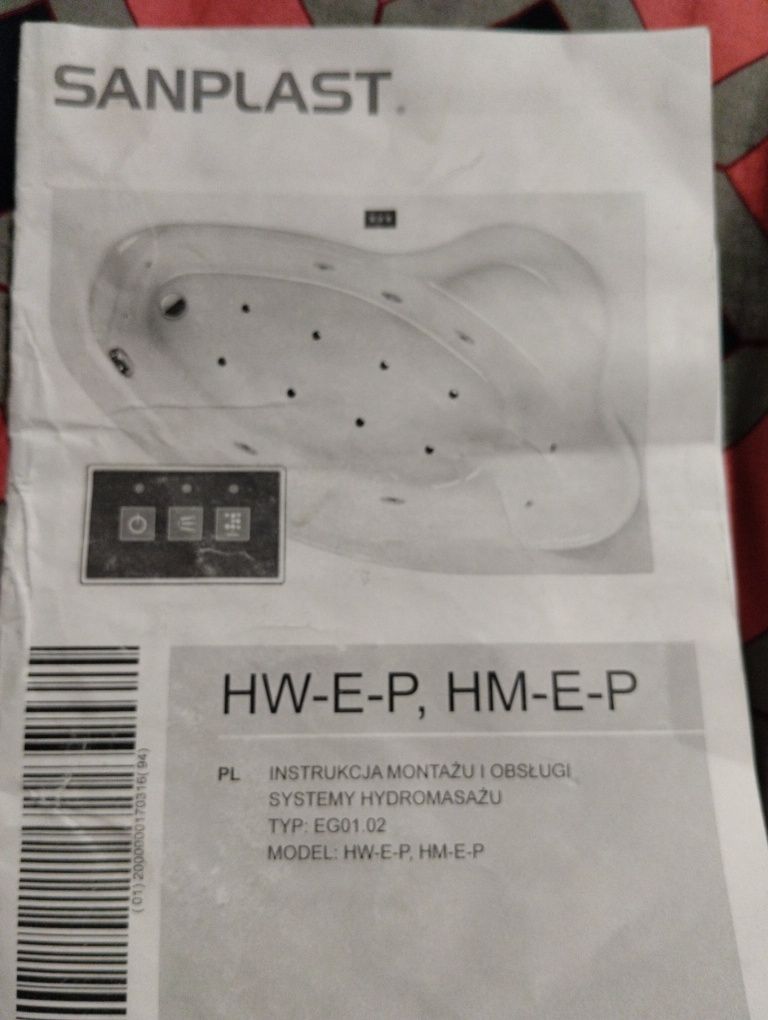 SANPLAST
HW-E-P, HM-E-P
PL INSTRUKCJA MONTAŻU I OBSŁUGI
SYSTEMY HYDROMASAŻU
TYP: EG01.02
MODEL: HW-E-P, HM-E-P